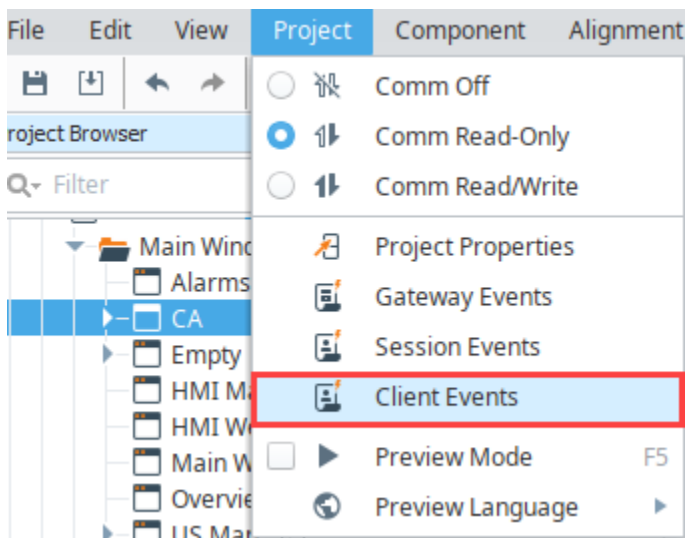 File Edit View Project Component Alignment
roject Browser
Filter
Comm Off
Comm Read-Only
Comm Read/Write
Project Properties
Gateway Events
Session Events
Client Events
Preview Mode F5
Preview Language
Main Wind
Alarms
CA
Empty
HMI Ma
HMI We
Main W
Overvie
US Mar